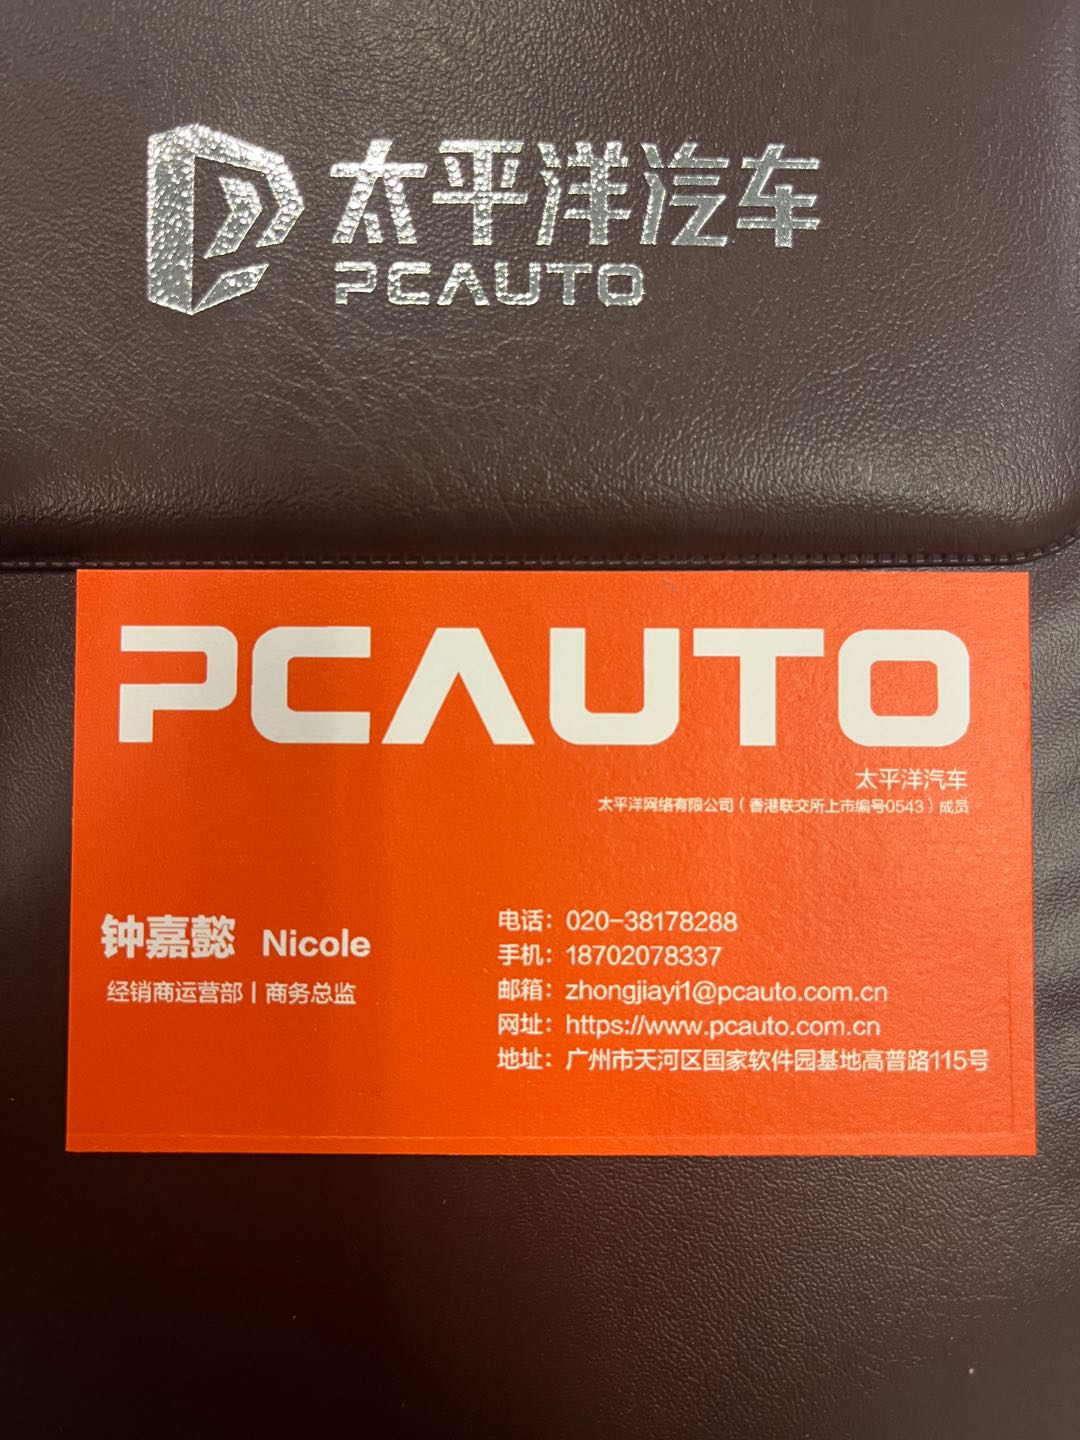 太平洋汽车
PCAUTO
PCAUTO
太平洋汽车
太平洋网络有限公司（香港联交所上市编号0543）成员
钟嘉懿 Nicole
经销商运营部丨商务总监
电话：020-38178288
手机：18702078337
邮箱：zhongjiayi1@pcauto.com.cn
网址：https://www.pcauto.com.cn
地址：广州市天河区国家软件园基地高普路115号